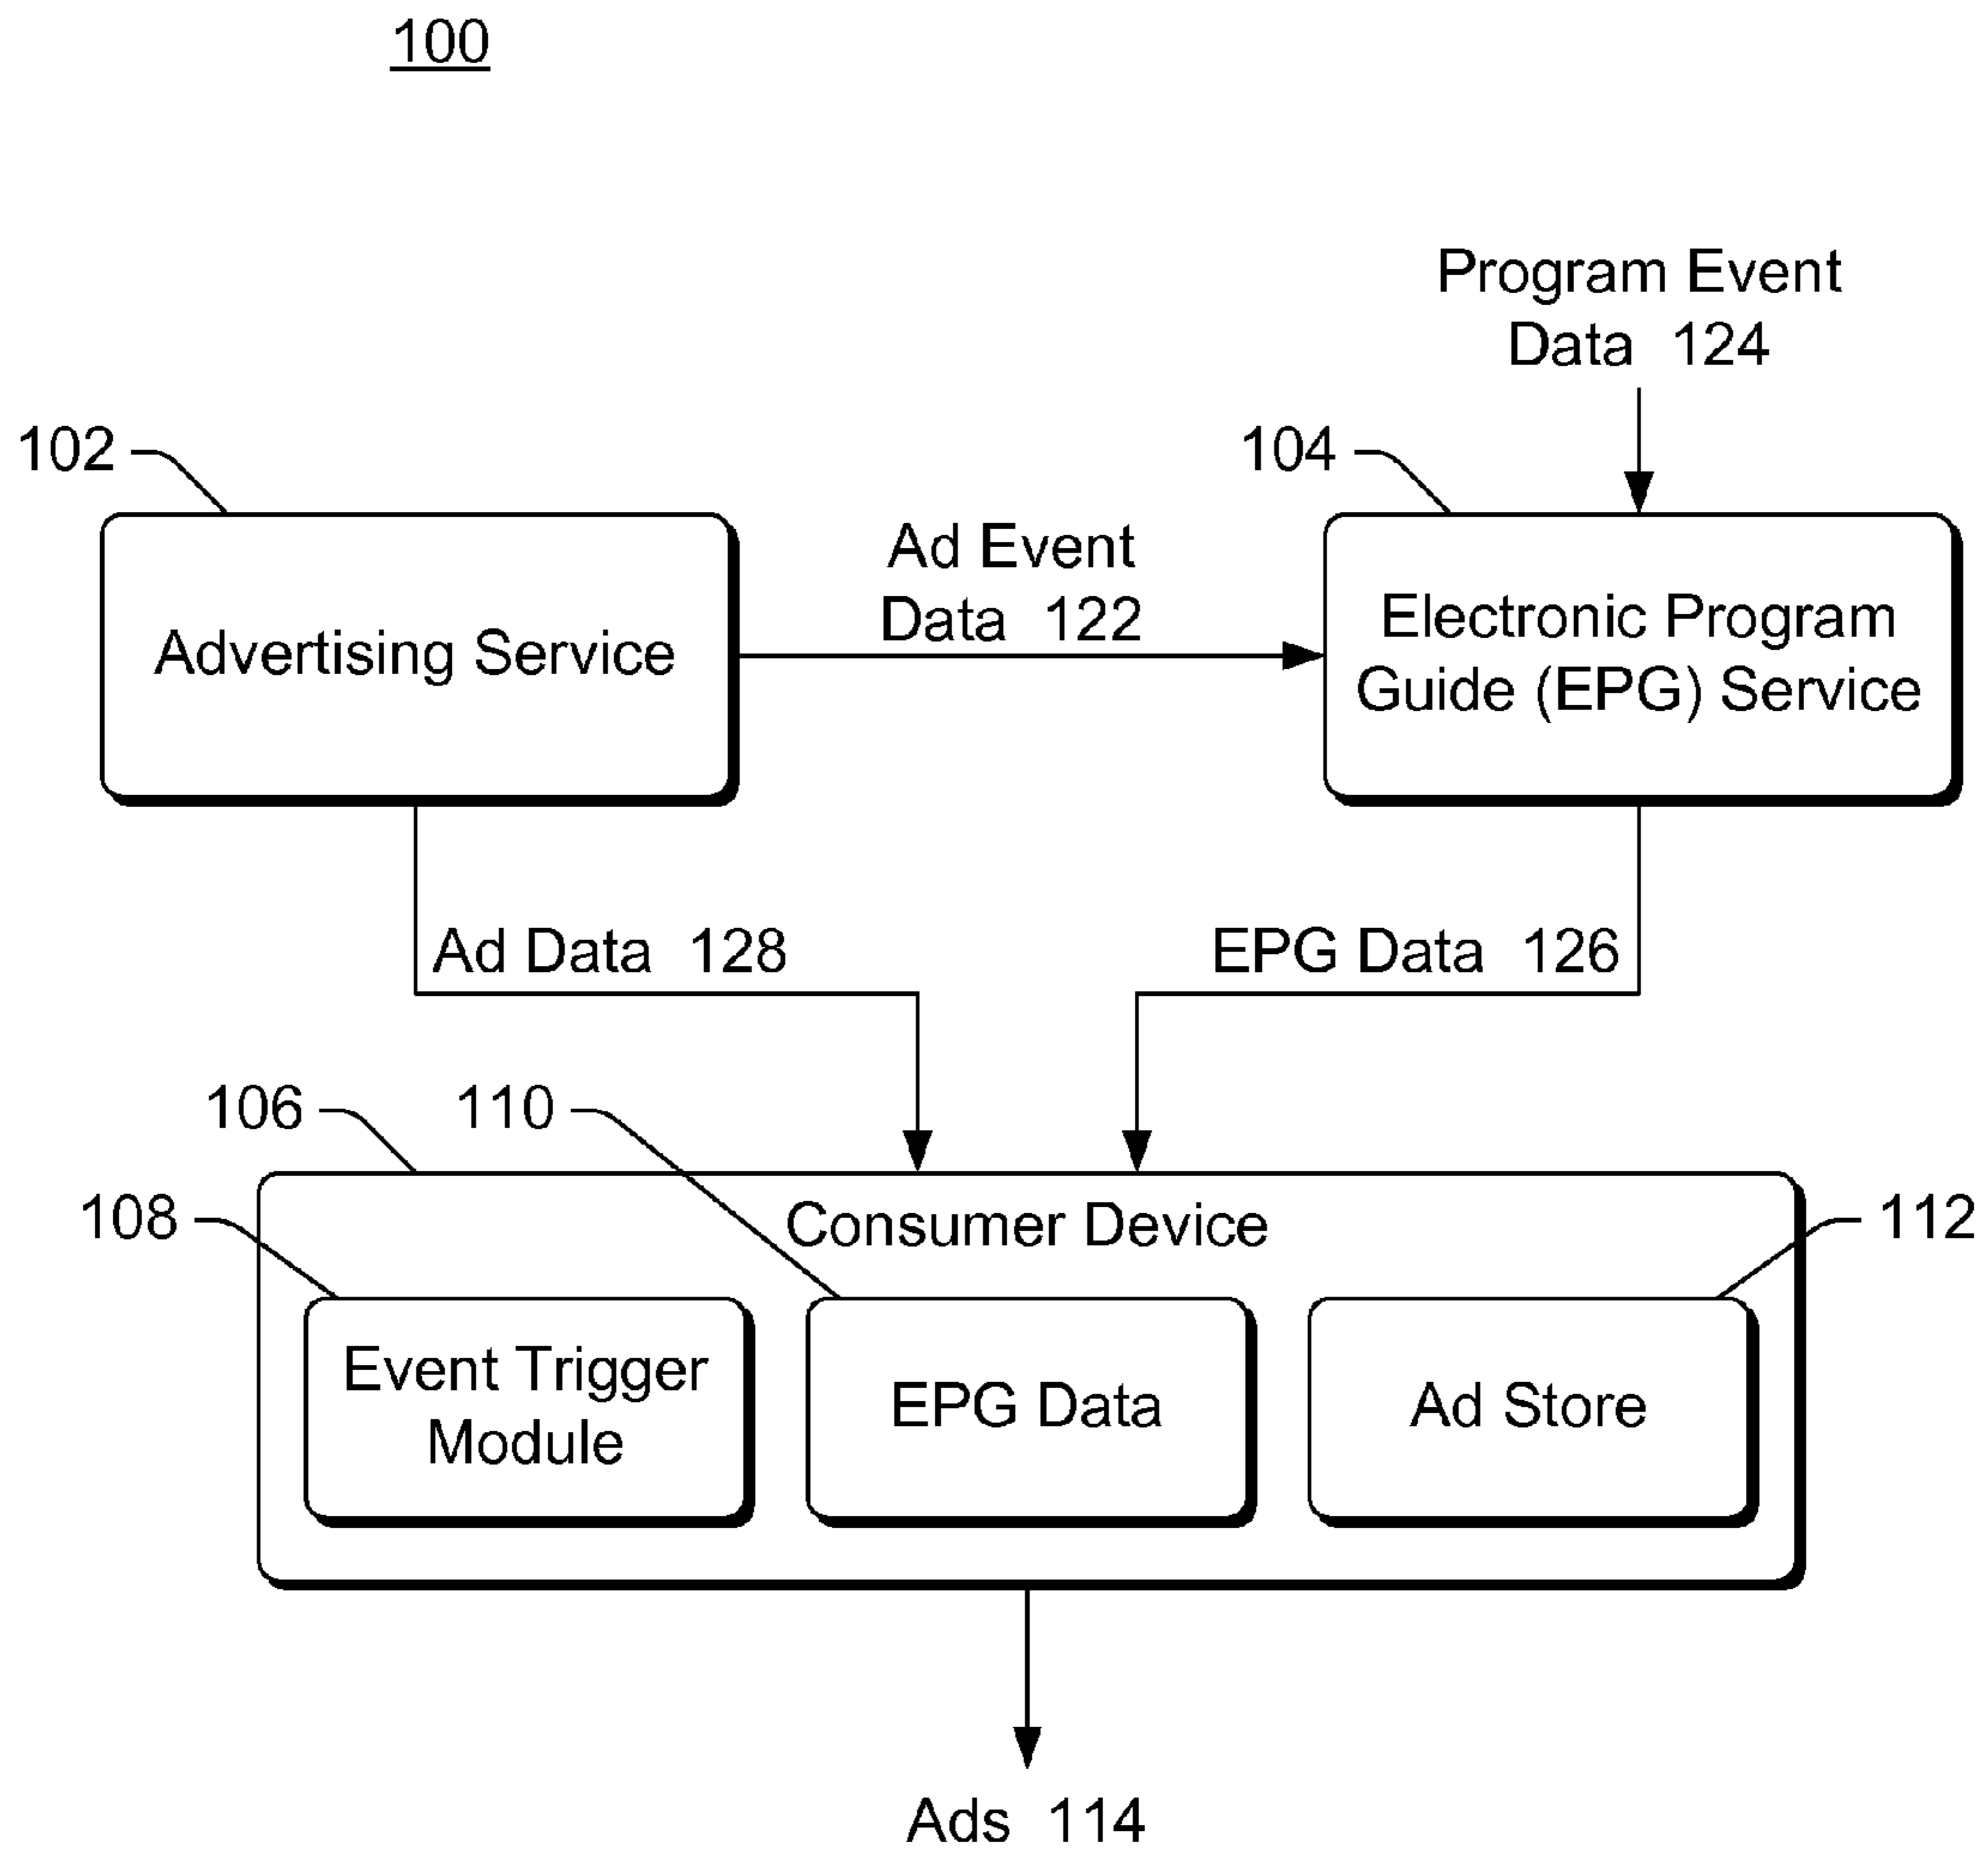 100
Program Event
Data 124
102
104
Ad Event
Data 122
Advertising Service
Electronic Program
Guide (EPG) Service
Ad Data 128
EPG Data 126
106
110
108
Consumer Device
112
Event Trigger
Module
EPG Data
Ad Store
Ads 114